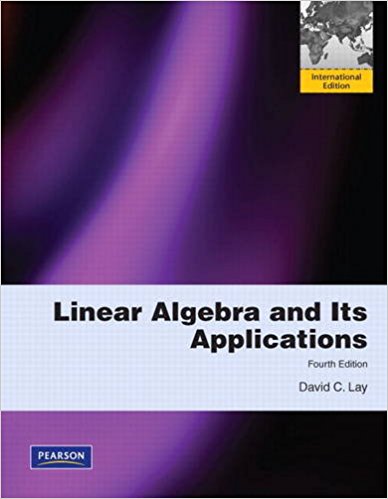 International
Edition
Linear Algebra and Its
Applications
Fourth Edition
David C. Lay
PEARSON